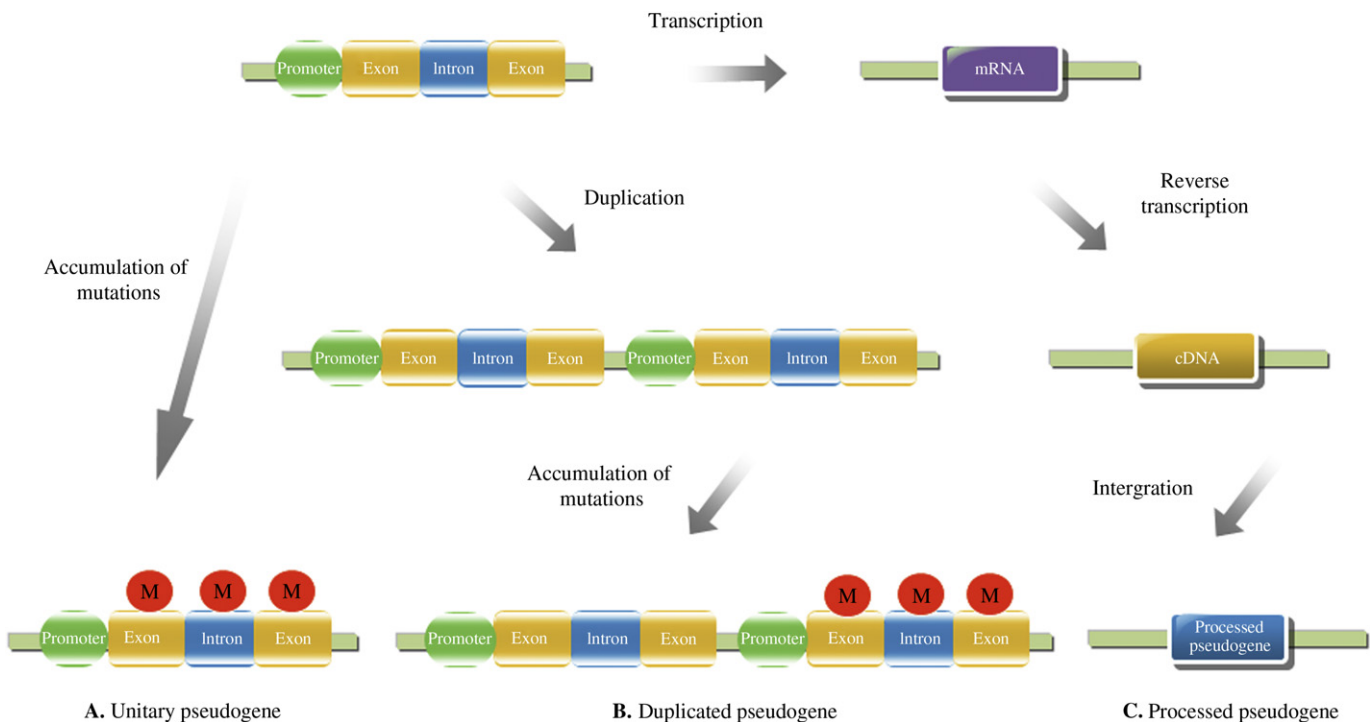 Transcription
Promoter Exon Intron Exon
mRNA
Duplication
Reverse
transcription
Accumulation of
mutations
Promoter Exon Intron Exon Promoter Exon Intron Exon
cDNA
Accumulation of
mutations
Intergration
M M M
M M M
Promoter Exon Intron Exon
Promoter Exon Intron Exon Promoter Exon Intron Exon
Processed
pseudogene
A. Unitary pseudogene
B. Duplicated pseudogene
C. Processed pseudogene